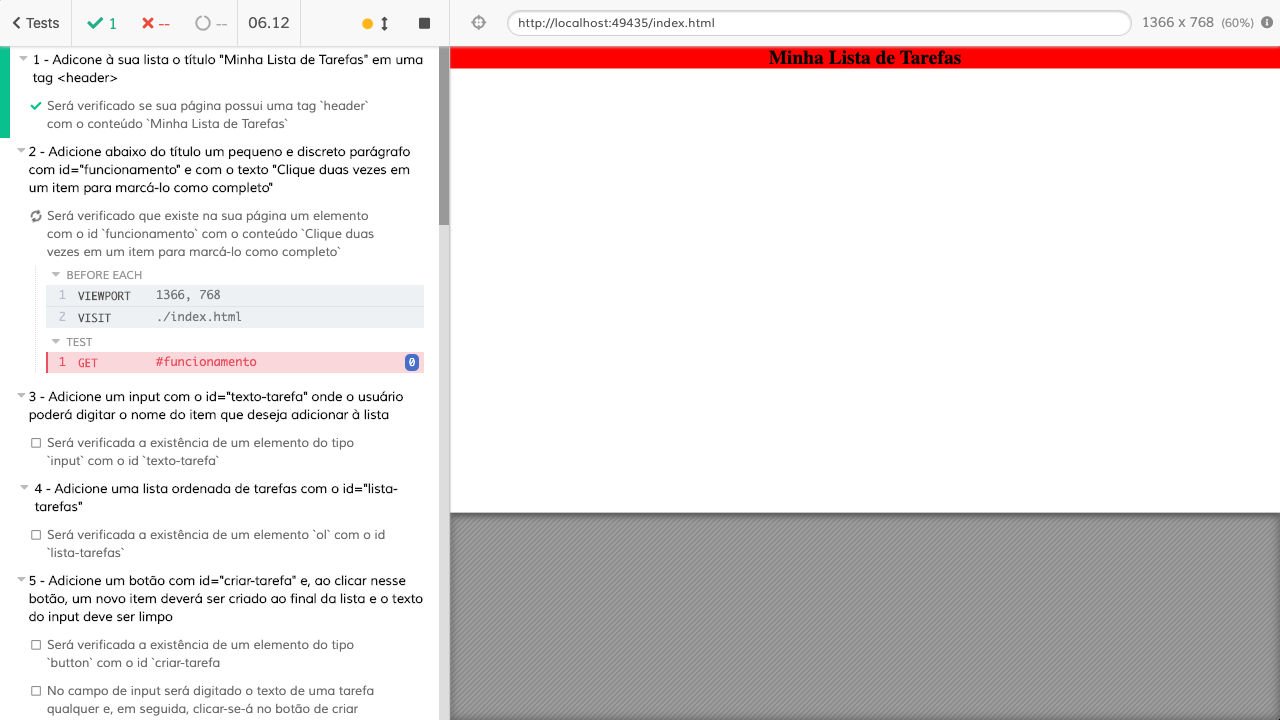 Tests 1 -- -- 06.12 http://localhost:49435/index.html 1366 x 768 (60%)
Minha Lista de Tarefas
1 - Adicione à sua lista o título "Minha Lista de Tarefas" em uma
tag <header>
Será verificado se sua página possui uma tag `header`
com o conteúdo `Minha Lista de Tarefas`
2 - Adicione abaixo do título um pequeno e discreto parágrafo
com id="funcionamento" e com o texto "Clique duas vezes em
um item para marcá-lo como completo"
Será verificado que existe na sua página um elemento
com o id `funcionamento` com o conteúdo `Clique duas
vezes em um item para marcá-lo como completo`
BEFORE EACH
1 VIEWPORT 1366, 768
2 VISIT ./index.html
TEST
1 GET #funcionamento 0
3 - Adicione um input com o id="texto-tarefa" onde o usuário
poderá digitar o nome do item que deseja adicionar à lista
Será verificada a existência de um elemento do tipo
`input` com o id `texto-tarefa`
4 - Adicione uma lista ordenada de tarefas com o id="lista-
tarefas"
Será verificada a existência de um elemento `ol` com o id
`lista-tarefas`
5 - Adicione um botão com id="criar-tarefa" e, ao clicar nesse
botão, um novo item deverá ser criado ao final da lista e o texto
do input deve ser limpo
Será verificada a existência de um elemento do tipo
`button` com o id `criar-tarefa
No campo de input será digitado o texto de uma tarefa
qualquer e, em seguida, clicar-se-á no botão de criar